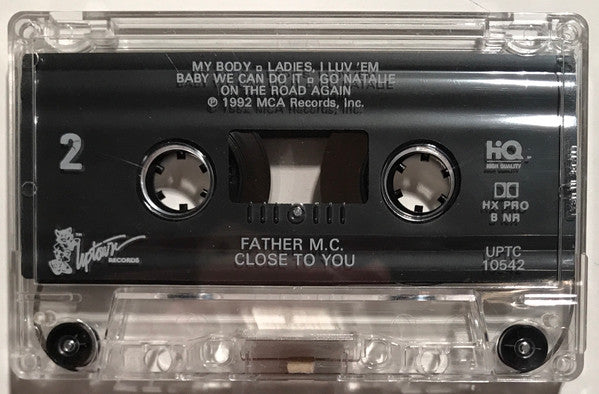 MY BODY ▫ LADIES, I LUV 'EM
BABY WE CAN DO IT ▫ GO NATALIE
ON THE ROAD AGAIN
℗ 1992 MCA Records, Inc.
2
HiQ
HIGH QUALITY
HX PRO
B NR
Uptown
RECORDS
FATHER M.C.
CLOSE TO YOU
UPTC
10542